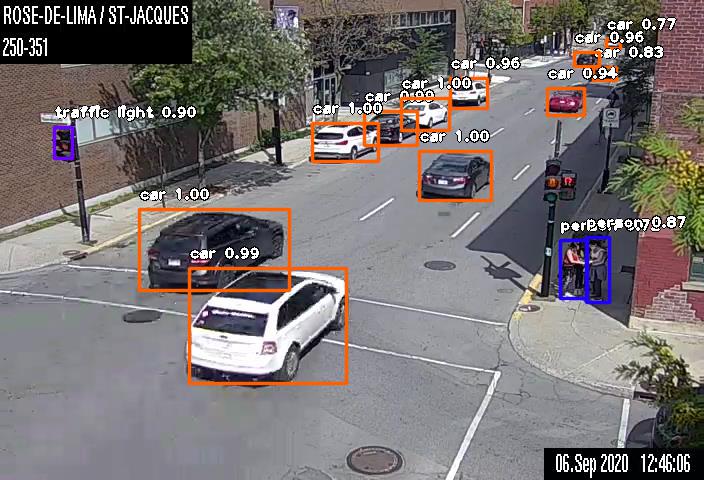 ROSE-DE-LIMA / ST-JACQUES
250-351
car 0.77
car 0.96
car 0.83
car 0.94
car 0.96
car 1.00
car 0.99
car 1.00
car 1.00
traffic light 0.90
car 1.00
car 0.99
person 0.87
06.Sep 2020 12:46:06